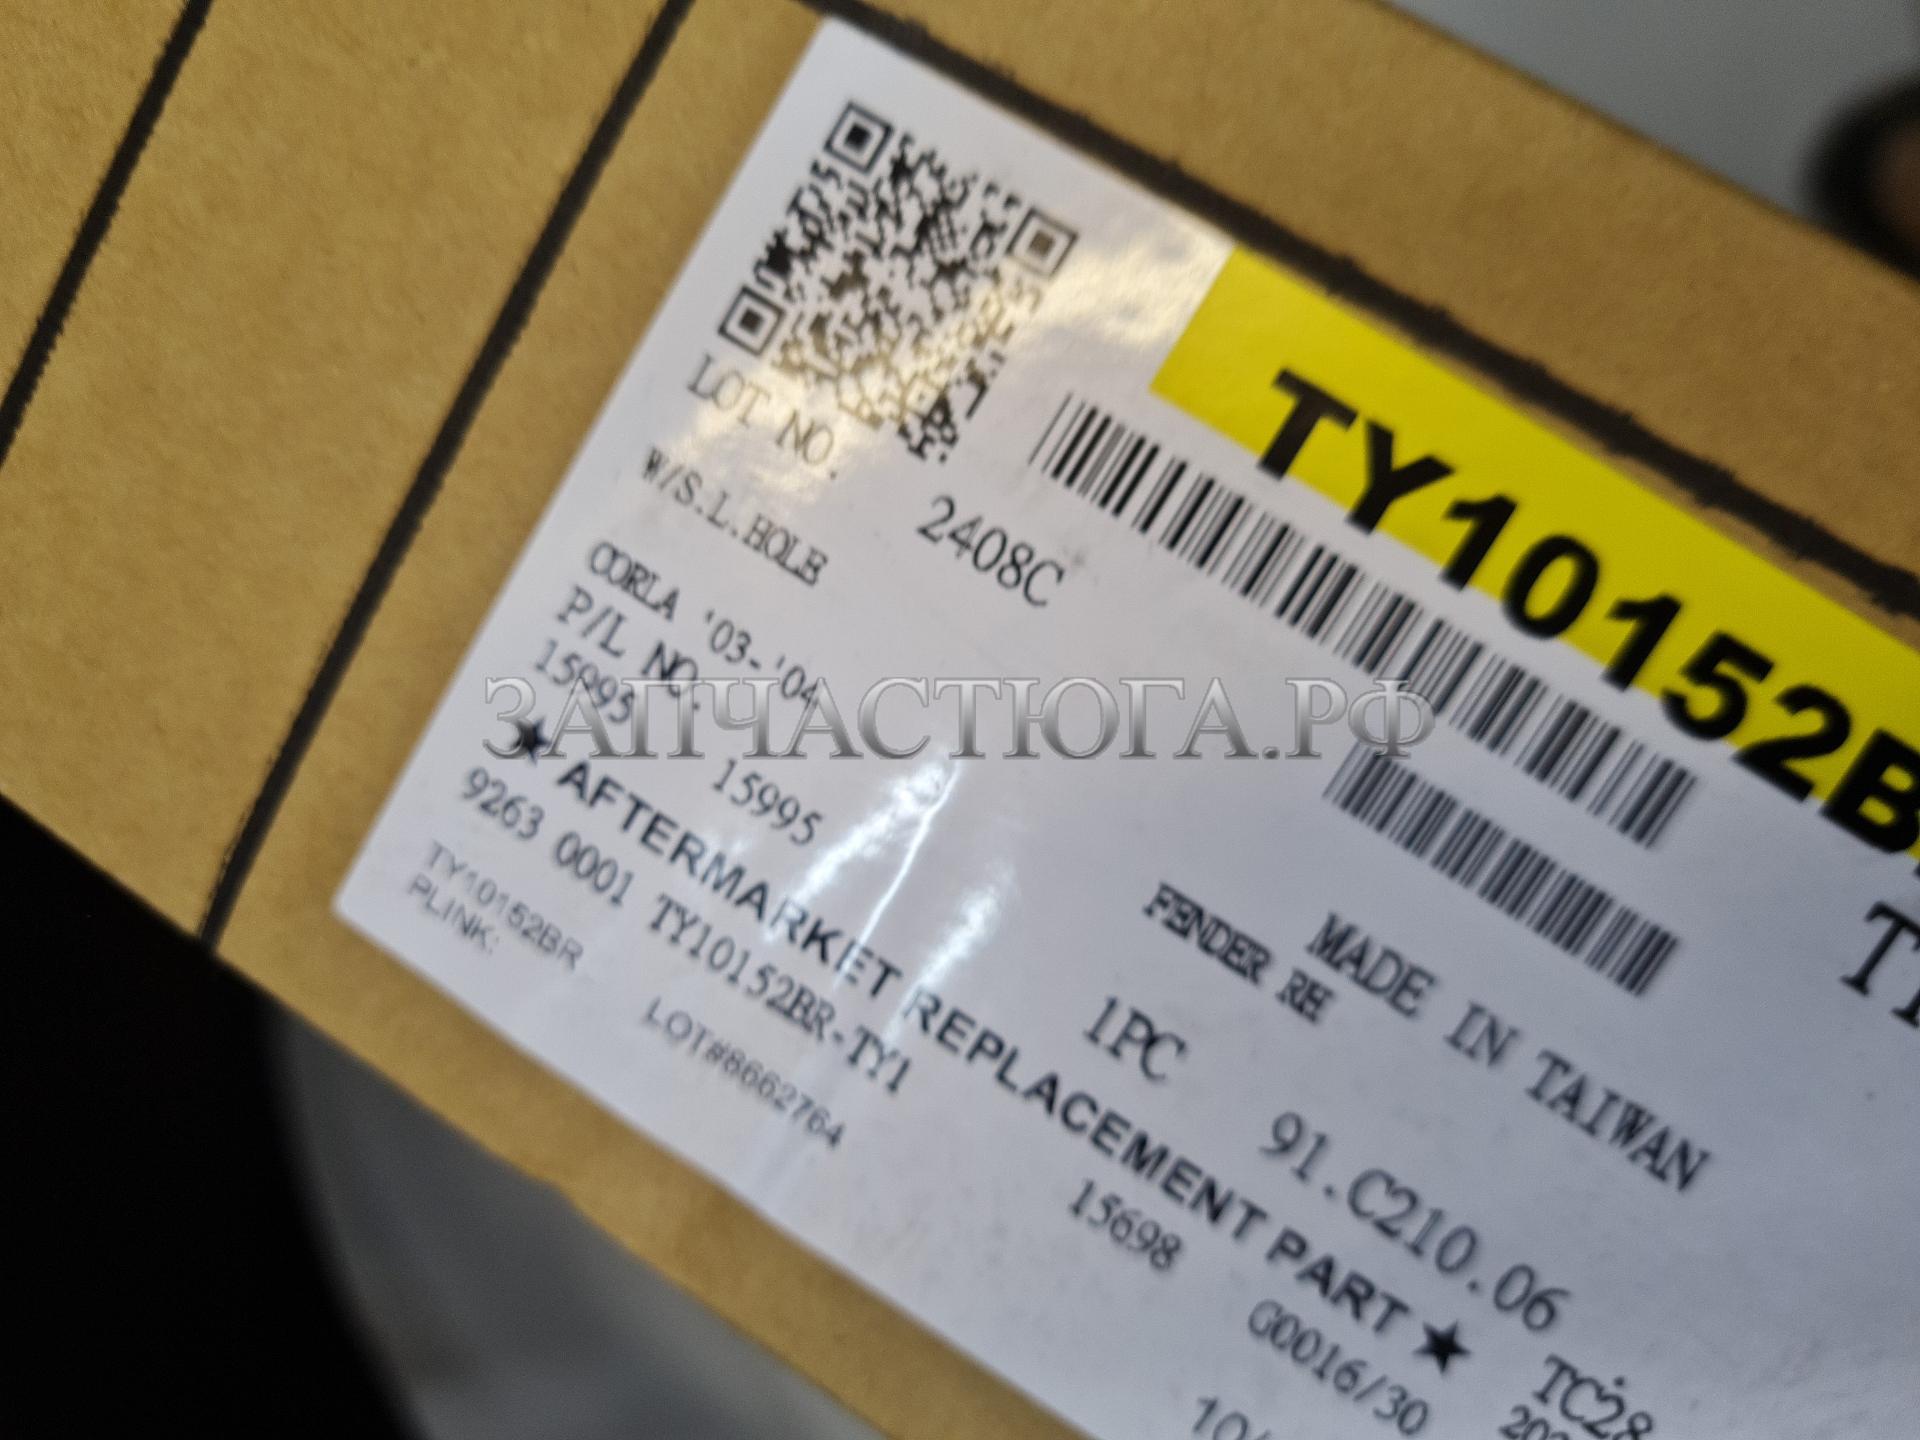 TY10152B
LOT NO.
2408C
W/S.L.HOLE
CORLA '03-'04
P/L NO.
15995
15995
MADE IN TAIWAN
FENDER RH
1PC
91.C210.06
★ AFTERMARKET REPLACEMENT PART ★
9263 0001 TY10152BR-TY1
15698
G0016/30
TC28
TY10152BR
LOT#8662764
PLINK:
10/
ЗАПЧАСТЮГА.РФ